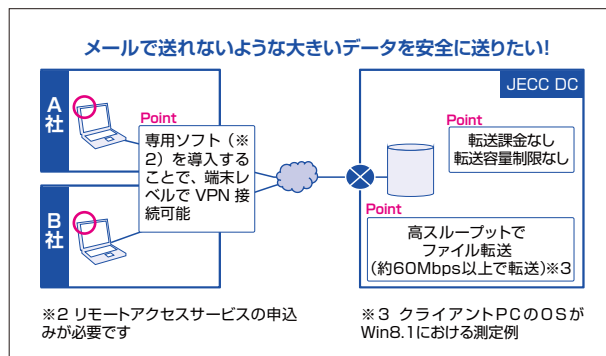 メールで送れないような大きいデータを安全に送りたい!
A社
Point
専用ソフト（※
2）を導入する
ことで、端末レ
ベルで VPN 接
続可能
B社
JECC DC
Point
転送課金なし
転送容量制限なし
Point
高スループットで
ファイル転送
(約60Mbps以上で転送)※3
※2 リモートアクセスサービスの申込
みが必要です
※3 クライアントPCのOSが
Win8.1における測定例